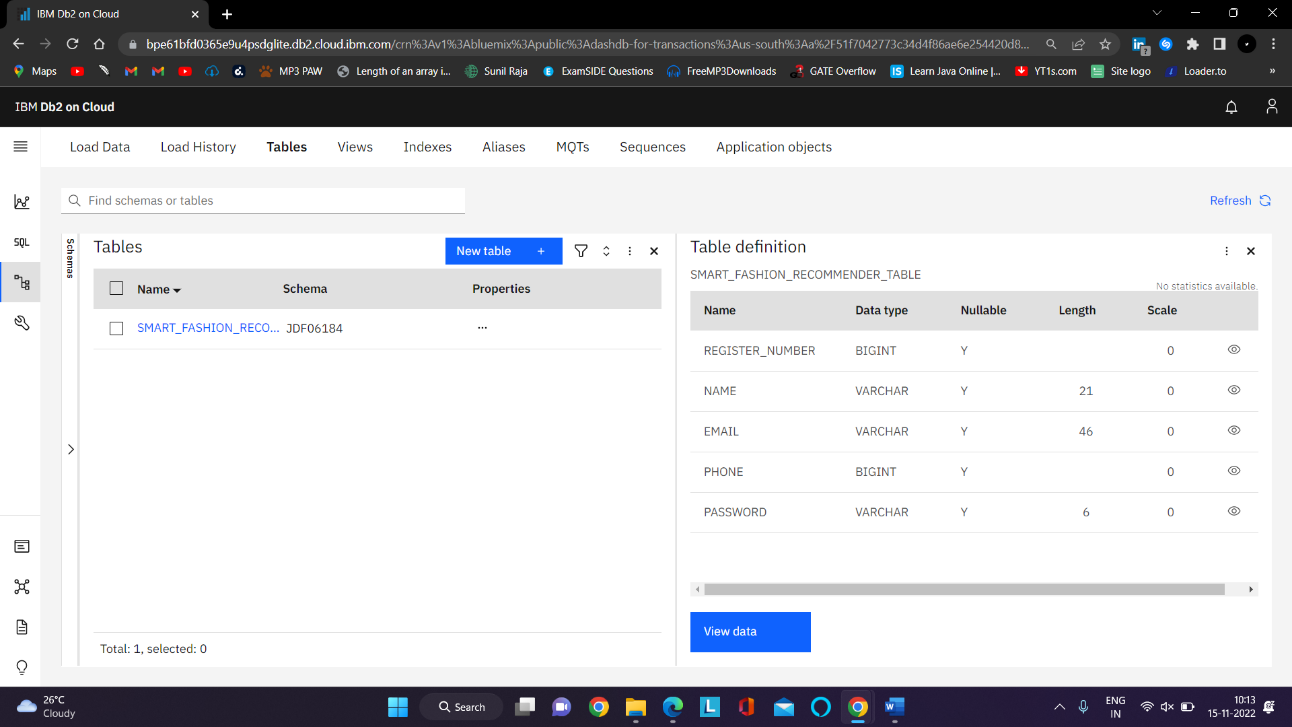 IBM Db2 on Cloud
bpe61bfd0365e9u4psdglite.db2.cloud.ibm.com/crn%3Av1%3Abluemix%3Apublic%3Adashdb-for-transactions%3Aus-south%3Aa%2F51f7042773c34d4f86ae6e254420d8...
Maps
MP3 PAW
Length of an array i...
Sunil Raja
ExamSIDE Questions
FreeMP3Downloads
GATE Overflow
IS Learn Java Online |...
YT1s.com
Site logo
Loader.to
»
IBM Db2 on Cloud
Load Data Load History Tables Views Indexes Aliases MQTs Sequences Application objects
Find schemas or tables
Refresh
SQL
Schemas
Tables
New table +
Name Schema Properties
SMART_FASHION_RECO... JDF06184 ...
Total: 1, selected: 0
Table definition
SMART_FASHION_RECOMMENDER_TABLE
No statistics available.
Name Data type Nullable Length Scale
REGISTER_NUMBER BIGINT Y 0
NAME VARCHAR Y 21 0
EMAIL VARCHAR Y 46 0
PHONE BIGINT Y 0
PASSWORD VARCHAR Y 6 0
View data
26°C
Cloudy
Search
ENG
IN
10:13
15-11-2022